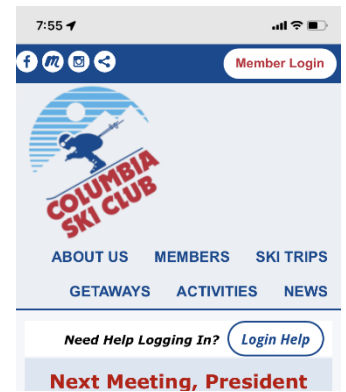 7:55
f m
Member Login
COLUMBIA
SKI CLUB
ABOUT US MEMBERS SKI TRIPS
GETAWAYS ACTIVITIES NEWS
Need Help Logging In? Login Help
Next Meeting, President